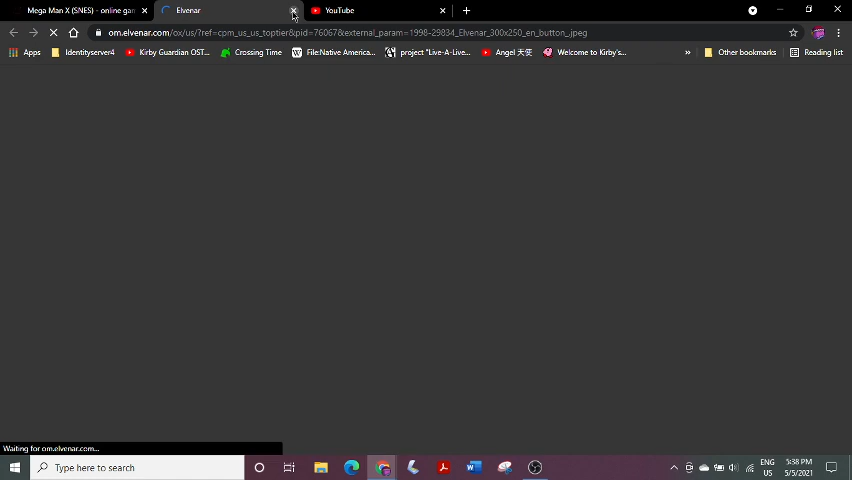 Mega Man X (SNES) - online gam
Elvenar
YouTube
om.elvenar.com/ox/us/?ref=cpm_us_us_toptier&pid=76067&external_param=1998-29834_Elvenar_300x250_en_button_jpeg
Apps
Identityserver4
Kirby Guardian OST...
Crossing Time
File:Native America...
project "Live-A-Live...
Angel 天使
Welcome to Kirby's...
»
Other bookmarks
Reading list
Waiting for om.elvenar.com...
Type here to search
ENG
US
5:38 PM
5/5/2021